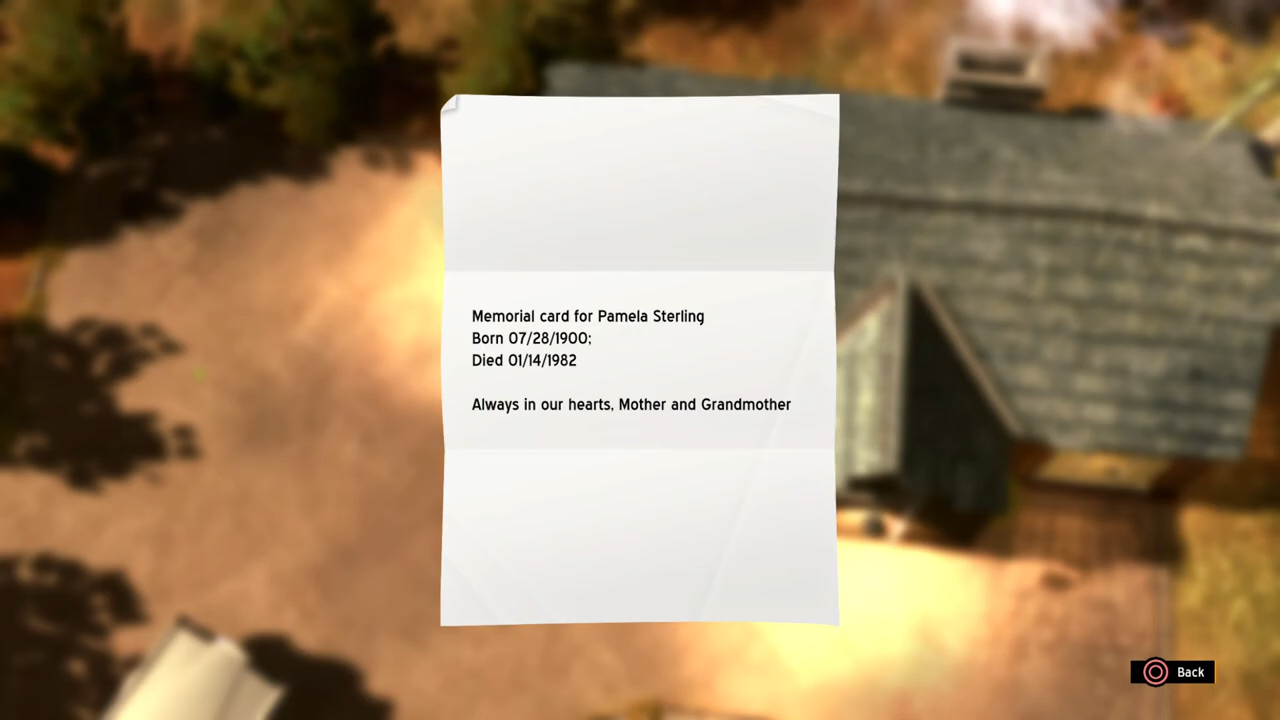 Memorial card for Pamela Sterling
Born 07/28/1900;
Died 01/14/1982
Always in our hearts, Mother and Grandmother
Back